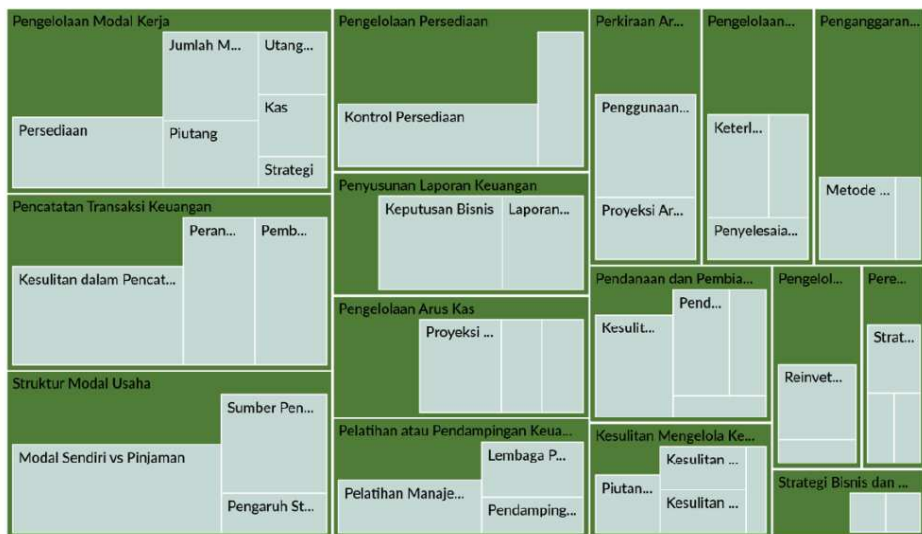 Pengelolaan Modal Kerja
Jumlah M...
Utang...
Kas
Persediaan
Piutang
Strategi
Pencatatan Transaksi Keuangan
Peran...
Pemb...
Kesulitan dalam Pencat...
Struktur Modal Usaha
Sumber Pen...
Modal Sendiri vs Pinjaman
Pengaruh St...
Pengelolaan Persediaan
Kontrol Persediaan
Penyusunan Laporan Keuangan
Keputusan Bisnis
Laporan...
Pengelolaan Arus Kas
Proyeksi ...
Pelatihan atau Pendampingan Keua...
Lembaga P...
Pelatihan Manaje...
Pendamping...
Perkiraan Ar...
Penggunaan...
Proyeksi Ar...
Pengelolaan...
Keterl...
Penyelesaia...
Penganggaran...
Metode ...
Pendanaan dan Pembia...
Pend...
Kesulit...
Kesulitan Mengelola Ke...
Kesulitan ...
Piutan...
Kesulitan ...
Pengelol...
Reinvet...
Pere...
Strat...
Strategi Bisnis dan ...